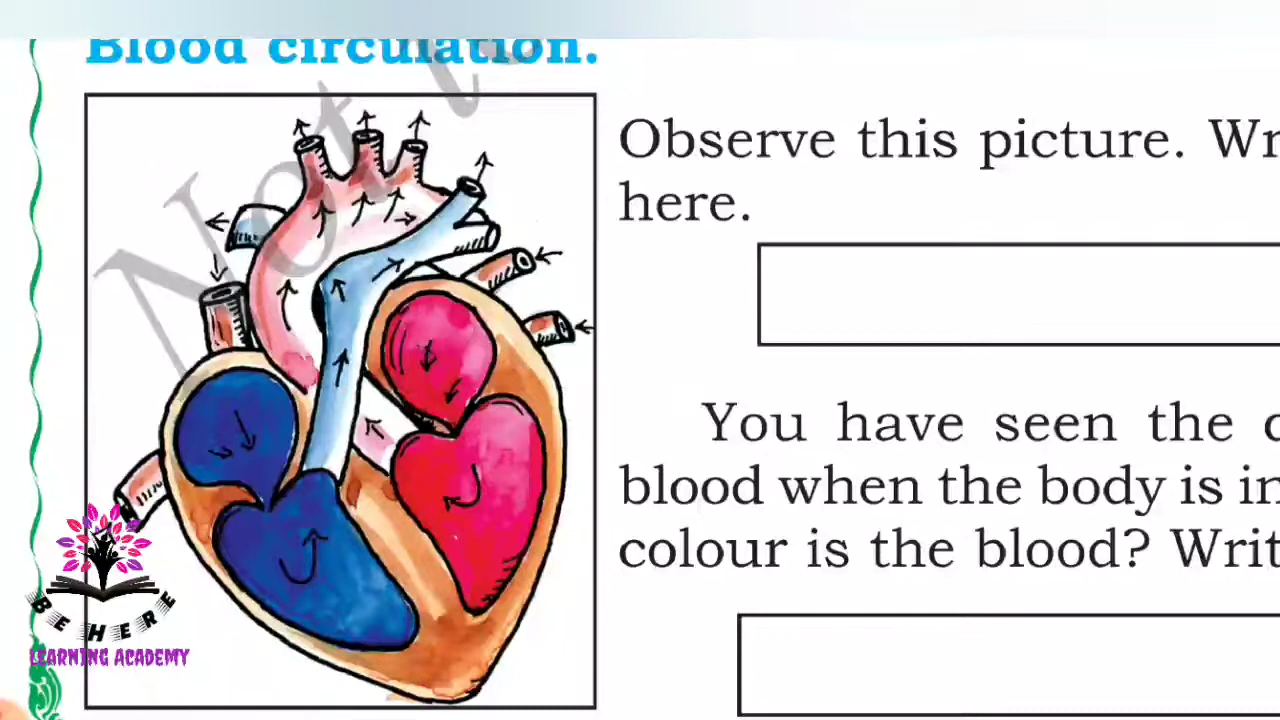 Blood circulation.
Not
Observe this picture. Wr
here.
You have seen the
blood when the body is in
colour is the blood? Writ
BE HERE
LEARNING ACADEMY